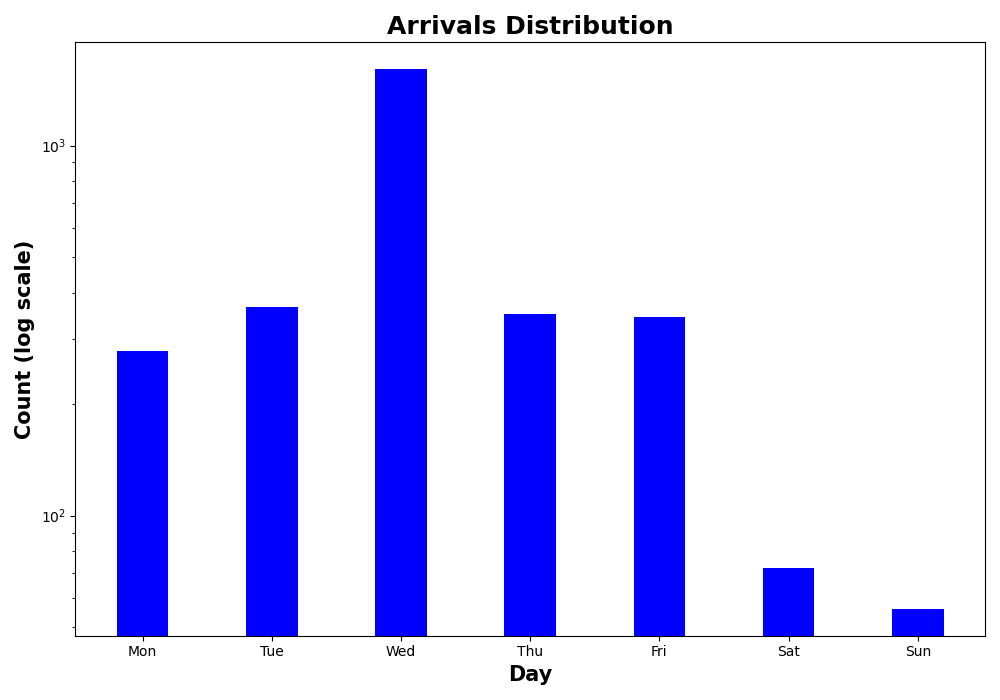 Arrivals Distribution
Count (log scale)
10³
10²
Mon Tue Wed Thu Fri Sat Sun
Day